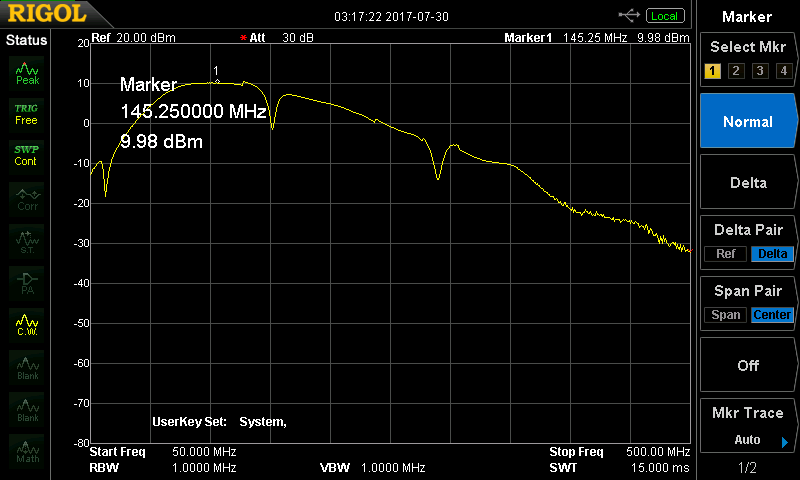 RIGOL
03:17:22 2017-07-30
Local
Status
Ref 20.00 dBm
* Att 30 dB
Marker1 145.25 MHz 9.98 dBm
Peak
TRIG
Free
SWP
Cont
Corr
S.T.
PA
C.W.
Blank
Blank
Math
20
10
0
-10
-20
-30
-40
-50
-60
-70
-80
1
Marker
145.250000 MHz
9.98 dBm
UserKey Set: System,
Start Freq 50.000 MHz
Stop Freq 500.00 MHz
RBW 1.0000 MHz
VBW 1.0000 MHz
SWT 15.000 ms
Marker
Select Mkr
1 2 3 4
Normal
Delta
Delta Pair
Ref Delta
Span Pair
Span Center
Off
Mkr Trace
Auto
1/2